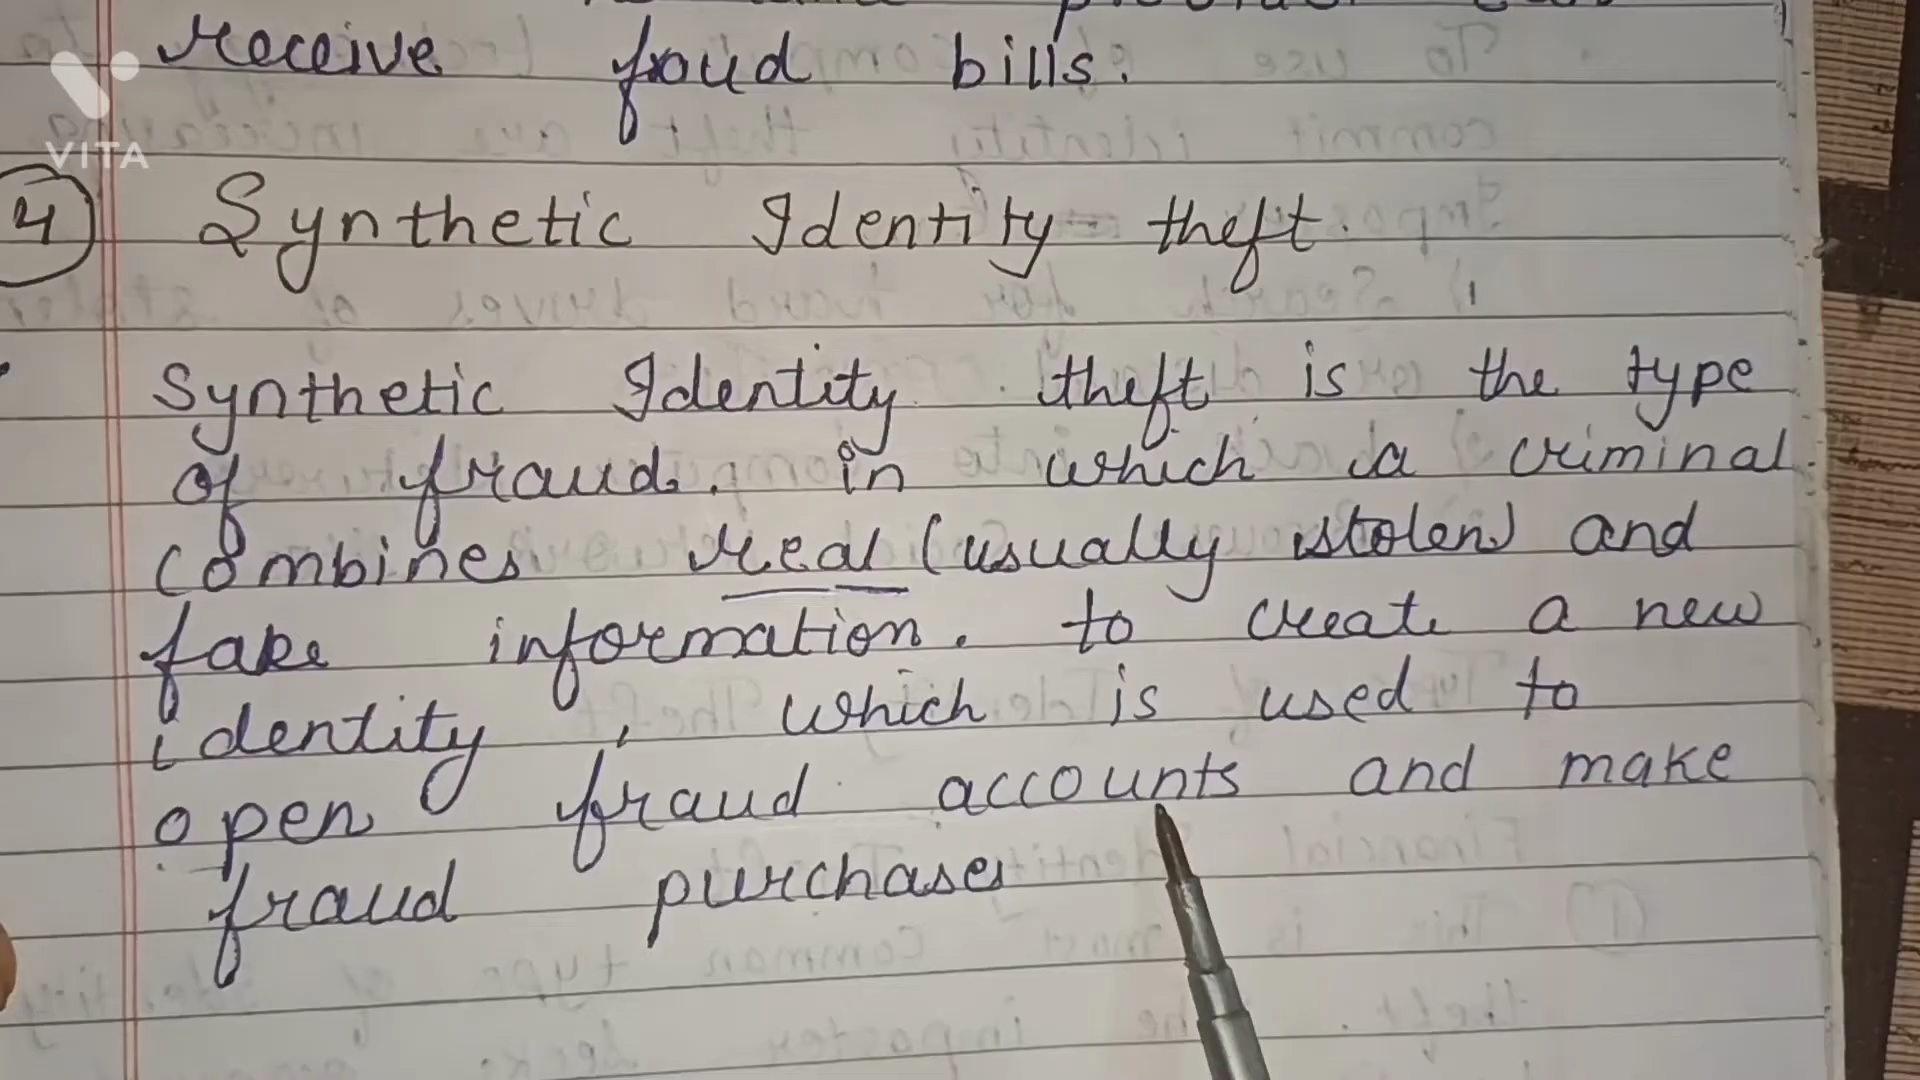 receive froud bills.
VITA
4 Synthetic Identity theft.
Synthetic Identity theft is the type
of fraud. in which a criminal
combines real (usually stolen) and
fake information. to create a new
identity, which is used to
open fraud accounts and make
fraud purchases